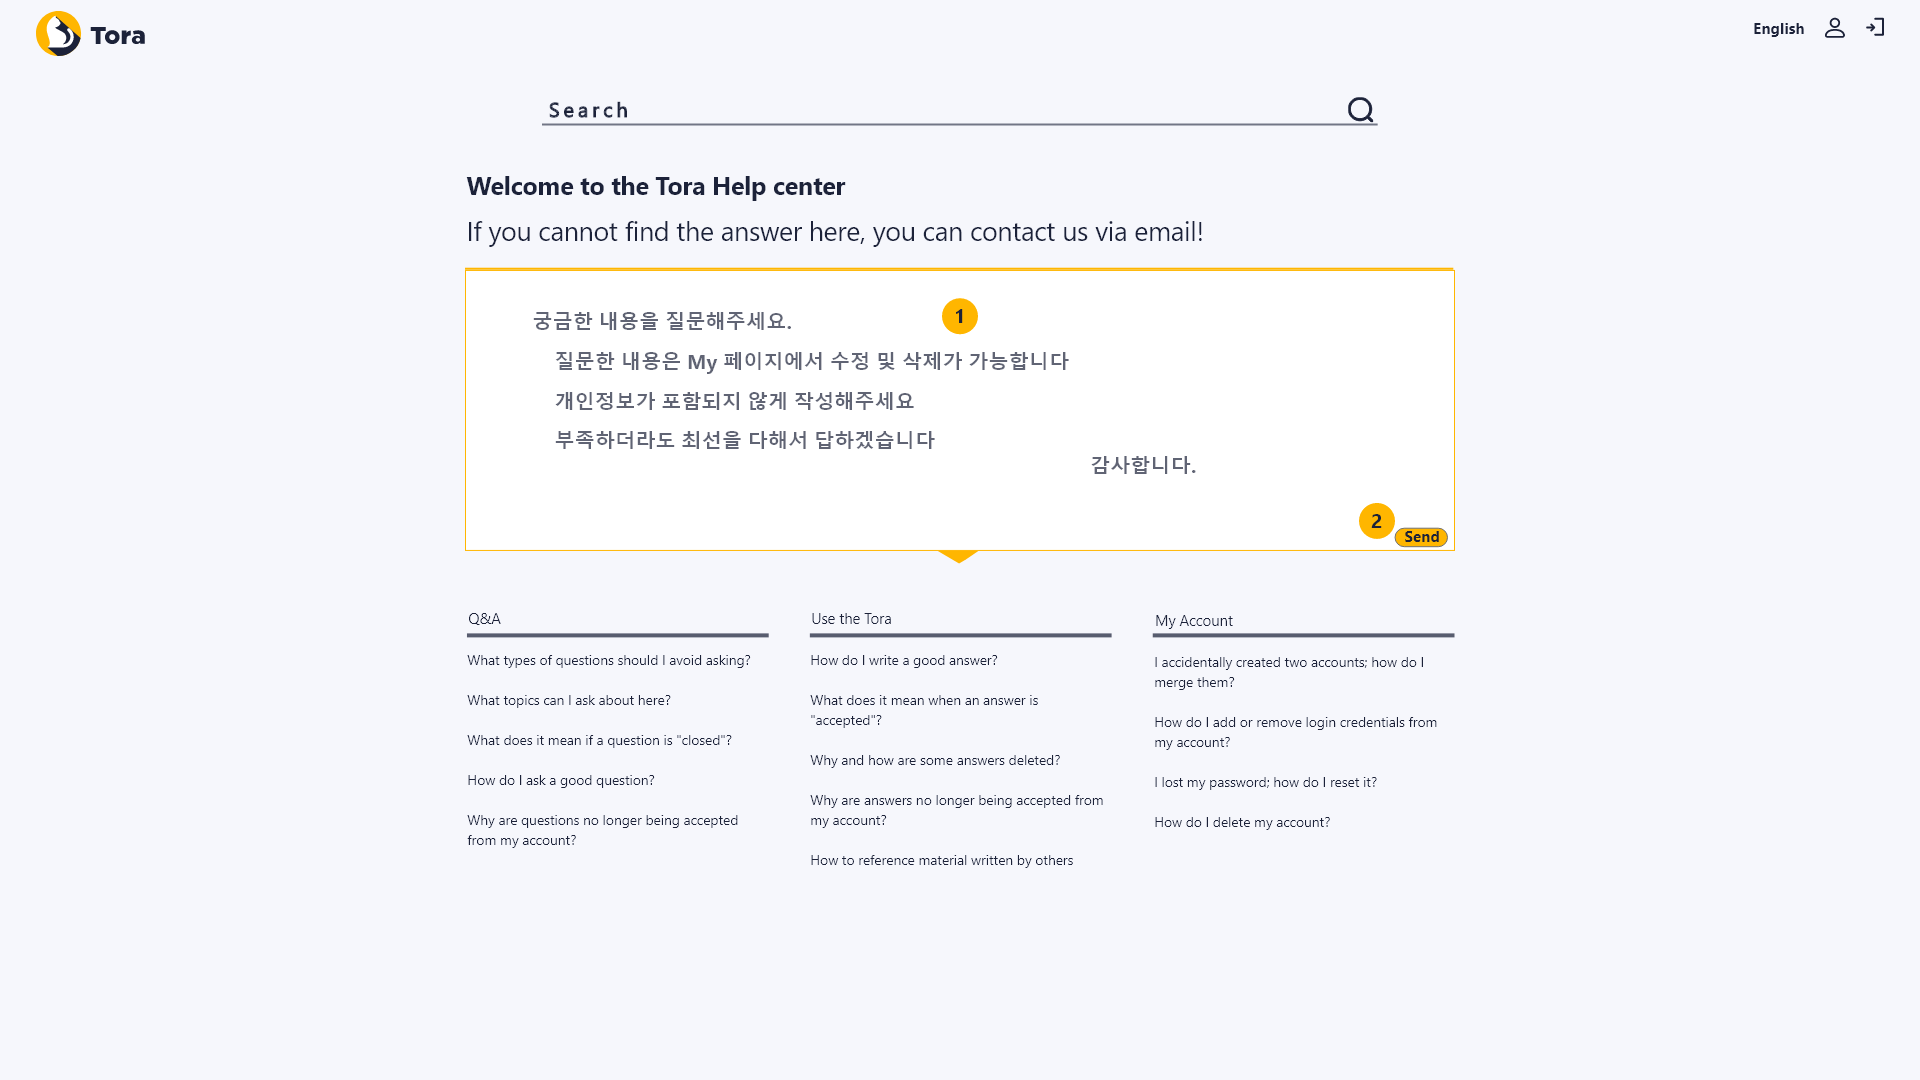 Tora
English
Search
Welcome to the Tora Help center
If you cannot find the answer here, you can contact us via email!
1
궁금한 내용을 질문해주세요.
질문한 내용은 My 페이지에서 수정 및 삭제가 가능합니다
개인정보가 포함되지 않게 작성해주세요
부족하더라도 최선을 다해서 답하겠습니다
감사합니다.
2
Send
Q&A
What types of questions should I avoid asking?
What topics can I ask about here?
What does it mean if a question is "closed"?
How do I ask a good question?
Why are questions no longer being accepted
from my account?
Use the Tora
How do I write a good answer?
What does it mean when an answer is
"accepted"?
Why and how are some answers deleted?
Why are answers no longer being accepted from
my account?
How to reference material written by others
My Account
I accidentally created two accounts; how do I
merge them?
How do I add or remove login credentials from
my account?
I lost my password; how do I reset it?
How do I delete my account?